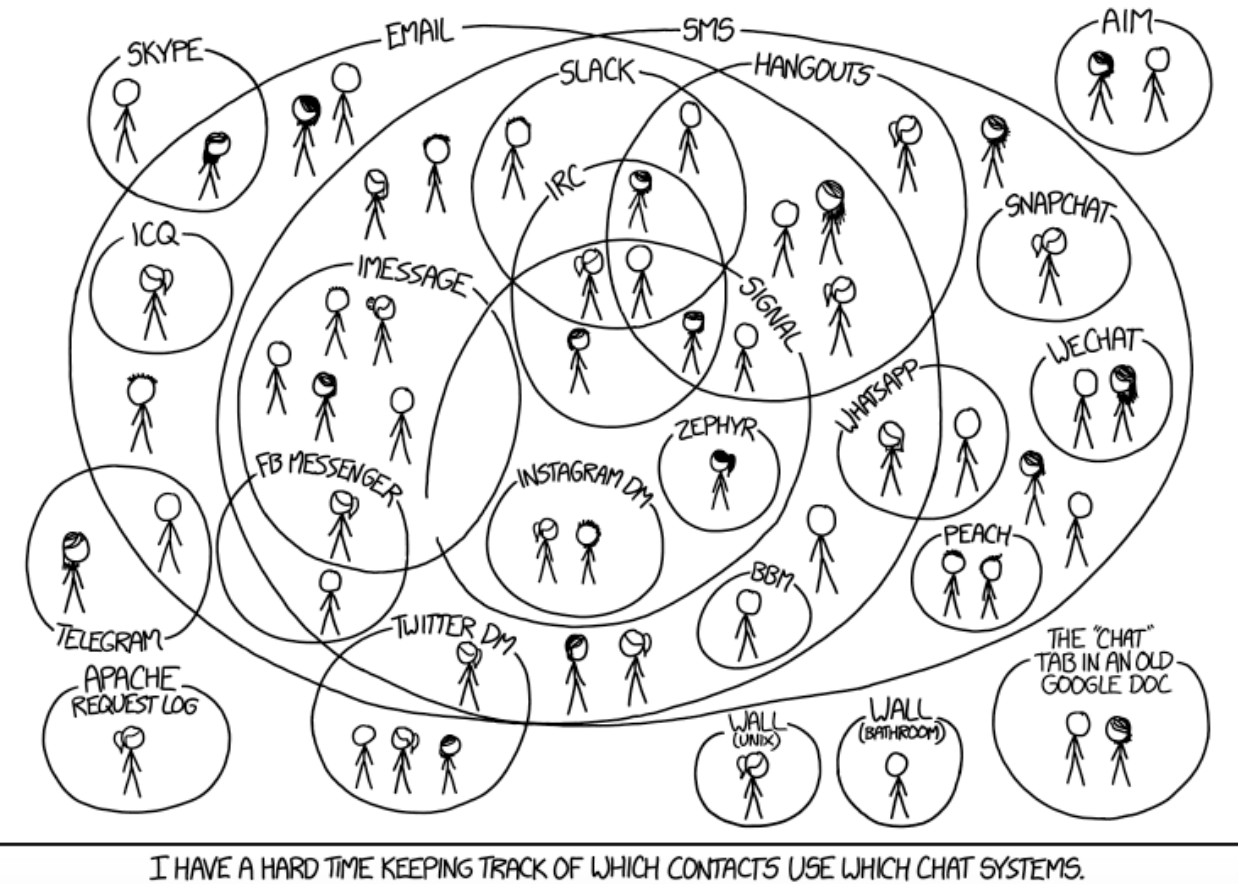 EMAIL
SMS
AIM
SKYPE
SLACK
HANGOUTS
IRC
SNAPCHAT
ICQ
IMESSAGE
SIGNAL
WECHAT
WHATSAPP
ZEPHYR
FB MESSENGER
INSTAGRAM DM
PEACH
BBM
TELEGRAM
TWITTER DM
THE "CHAT"
TAB IN AN OLD
GOOGLE DOC
APACHE
REQUEST LOG
WALL
(UNIX)
WALL
(BATHROOM)
I HAVE A HARD TIME KEEPING TRACK OF WHICH CONTACTS USE WHICH CHAT SYSTEMS.